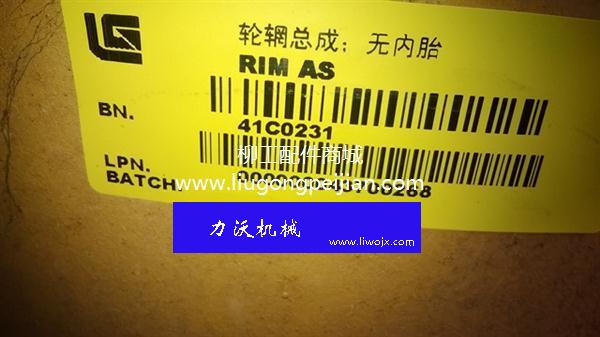 轮辋总成：无内胎
RIM AS
BN.
41C0231
柳工配件商城
LPN.
BATCH
www.liugongpeijian.com
力沃机械
www.liwojx.com